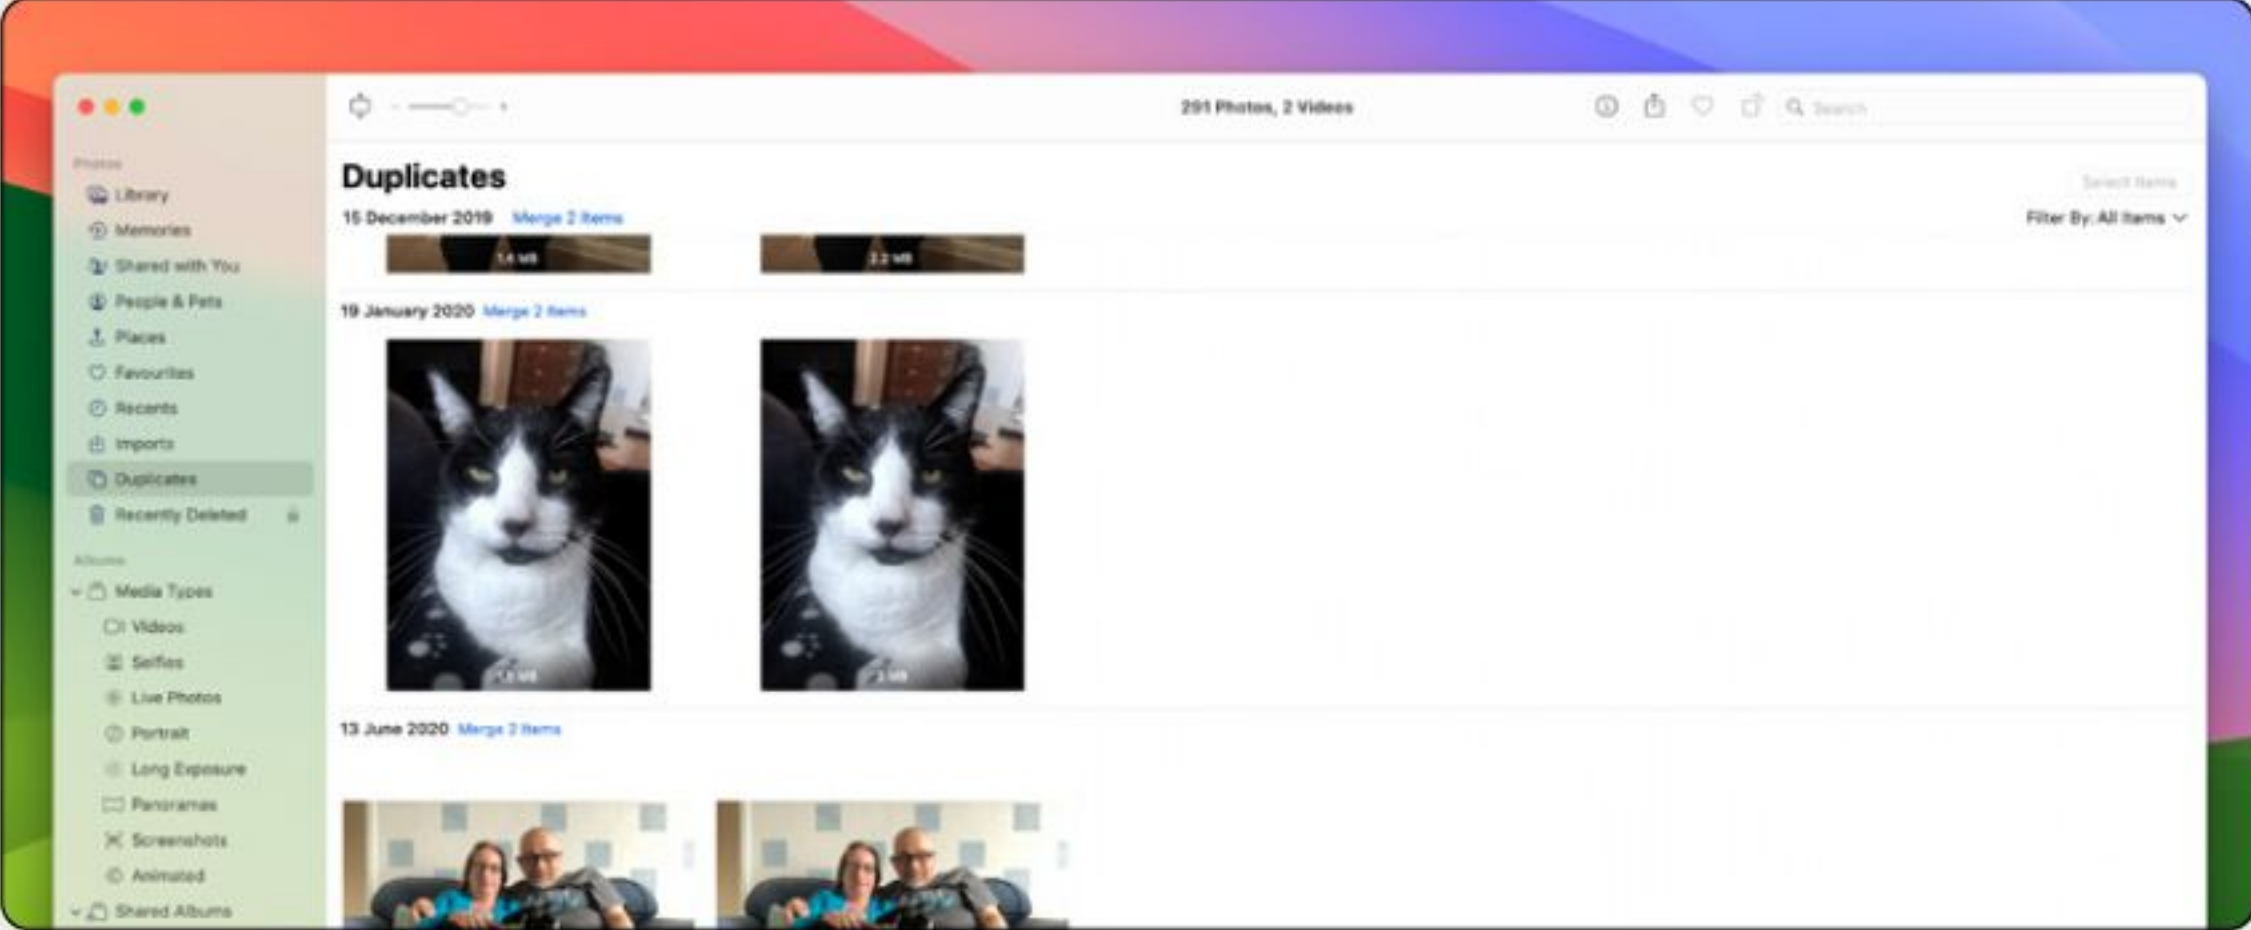 291 Photos, 2 Videos
Search
Photos
Library
Memories
Shared with You
People & Pets
Places
Favourites
Recents
Imports
Duplicates
Recently Deleted
Albums
Media Types
Videos
Selfies
Live Photos
Portrait
Long Exposure
Panoramas
Screenshots
Animated
Shared Albums
Duplicates
Select Items
15 December 2019 Merge 2 Items
Filter By: All Items
1.4 MB
2.2 MB
19 January 2020 Merge 2 Items
MB
2 MB
13 June 2020 Merge 2 Items